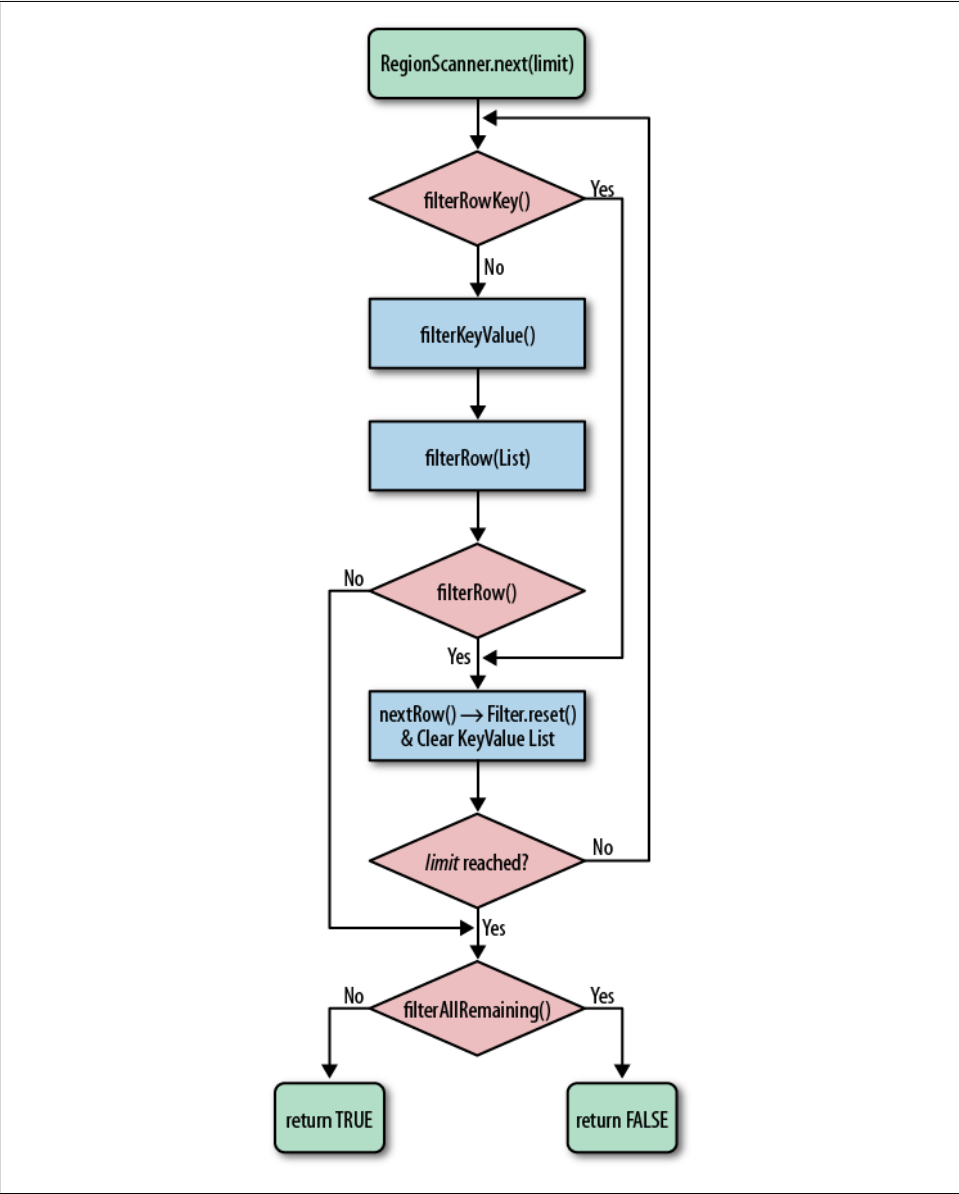 RegionScanner.next(limit)
filterRowKey()
Yes
No
filterKeyValue()
filterRow(List)
No
filterRow()
Yes
nextRow() → Filter.reset()
& Clear KeyValue List
limit reached?
No
Yes
No
filterAllRemaining()
Yes
return TRUE
return FALSE